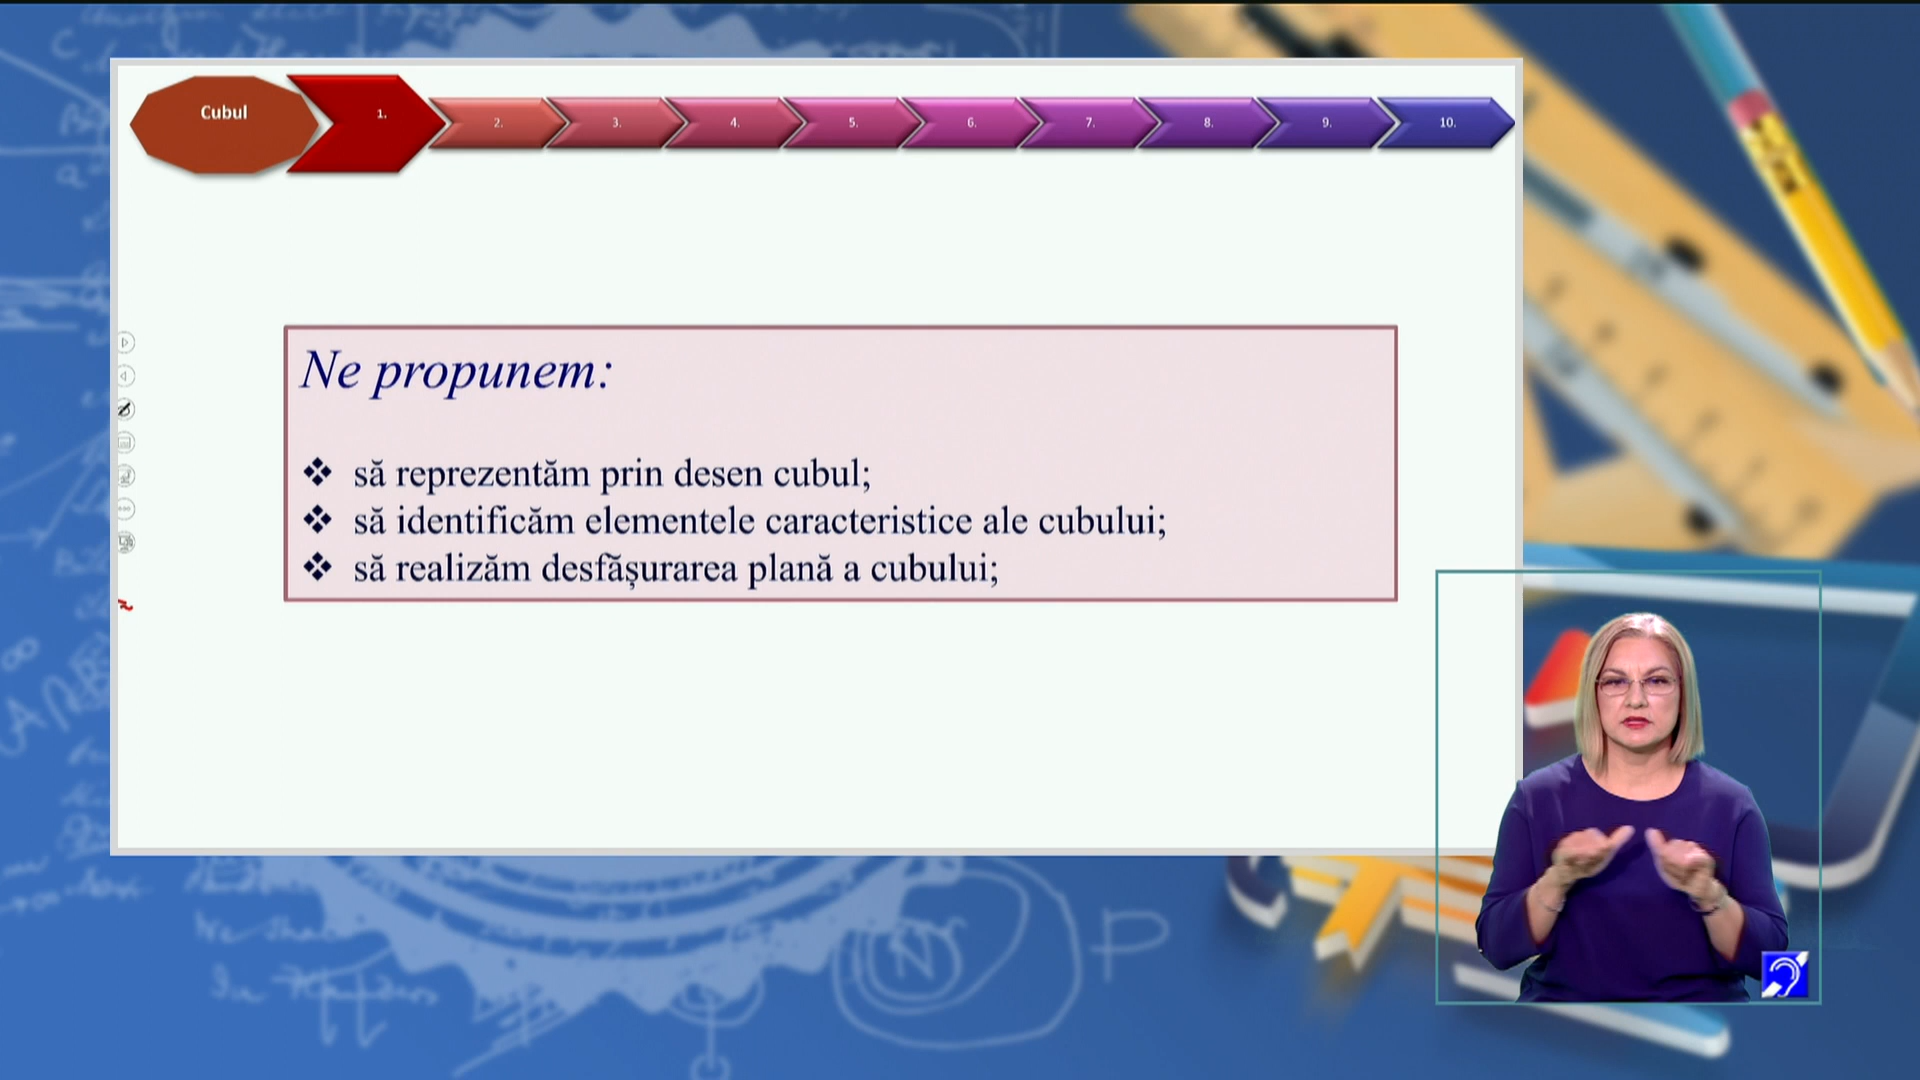 Cubul
1.
2.
3.
4.
5.
6.
7.
8.
9.
10.
Ne propunem:
❖ să reprezentăm prin desen cubul;
❖ să identificăm elementele caracteristice ale cubului;
❖ să realizăm desfășurarea plană a cubului;
N
P